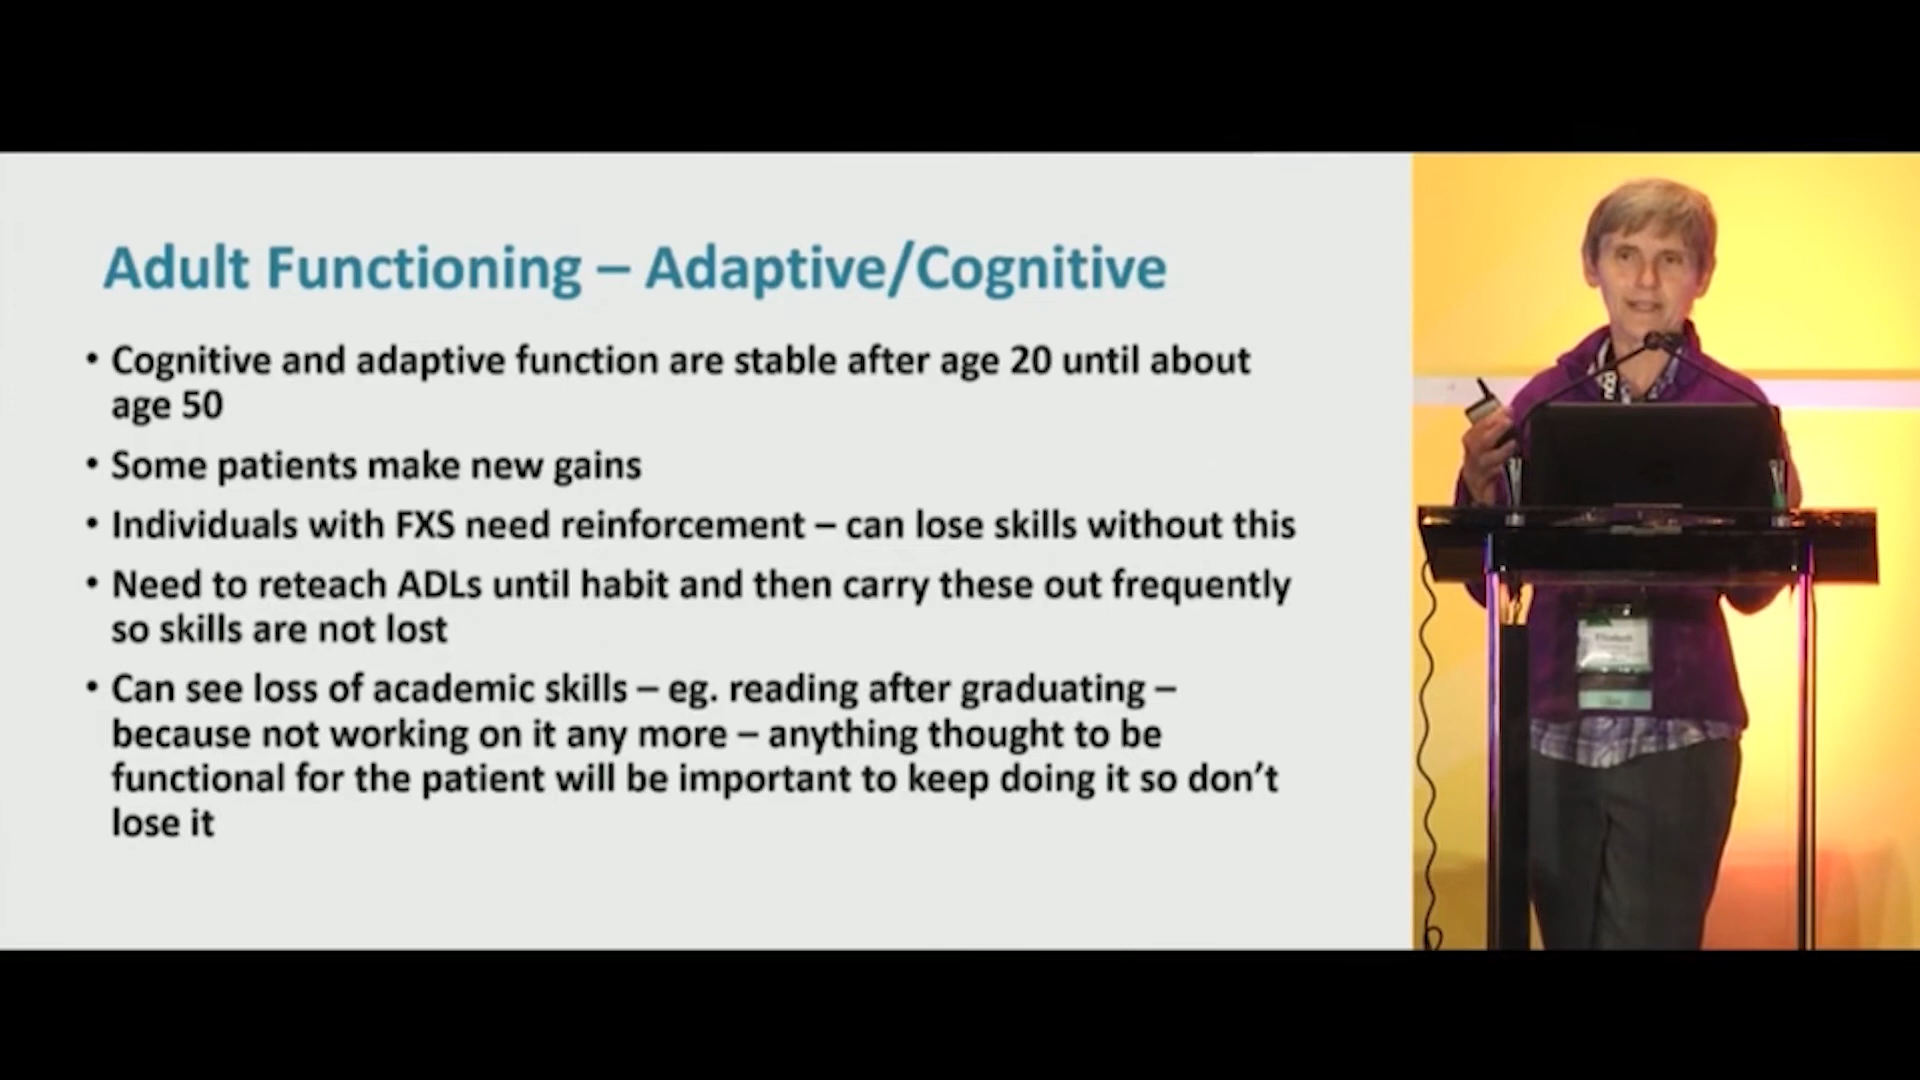 Adult Functioning – Adaptive/Cognitive
• Cognitive and adaptive function are stable after age 20 until about
age 50
• Some patients make new gains
• Individuals with FXS need reinforcement – can lose skills without this
• Need to reteach ADLs until habit and then carry these out frequently
so skills are not lost
• Can see loss of academic skills – eg. reading after graduating –
because not working on it any more – anything thought to be
functional for the patient will be important to keep doing it so don’t
lose it